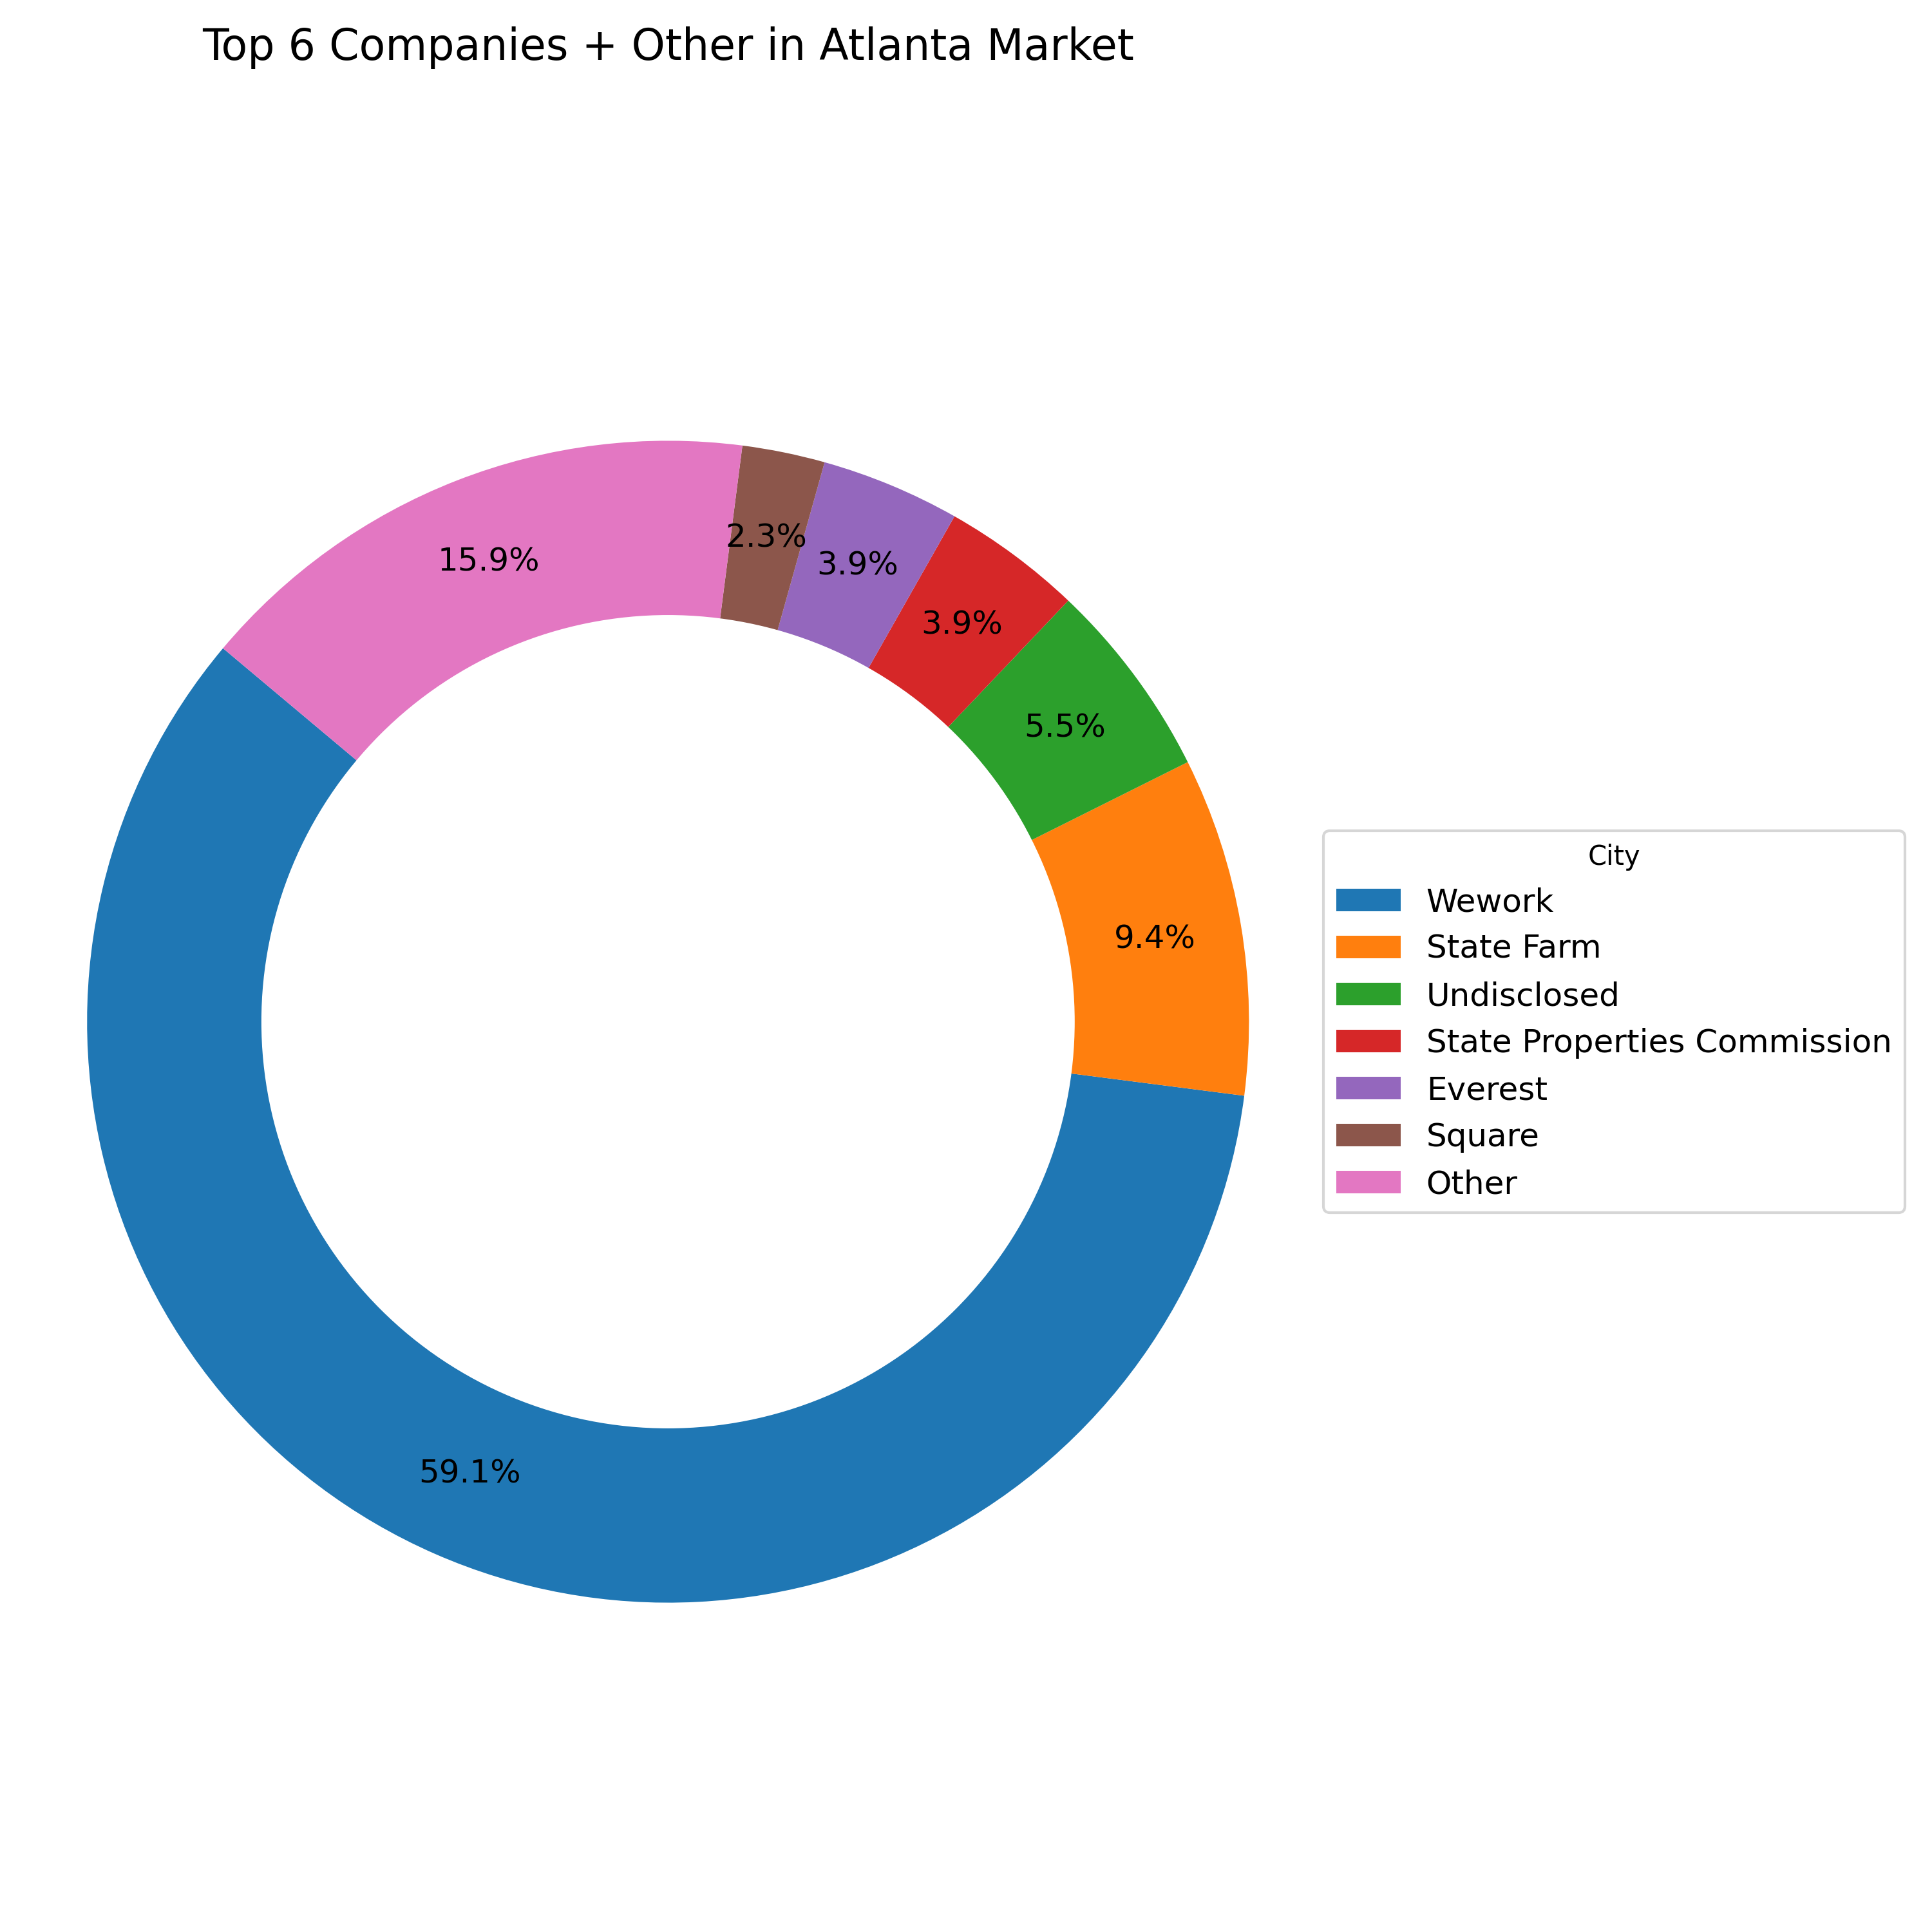 Top 6 Companies + Other in Atlanta Market
2.3%
15.9%
3.9%
3.9%
5.5%
9.4%
59.1%
City
Wework
State Farm
Undisclosed
State Properties Commission
Everest
Square
Other